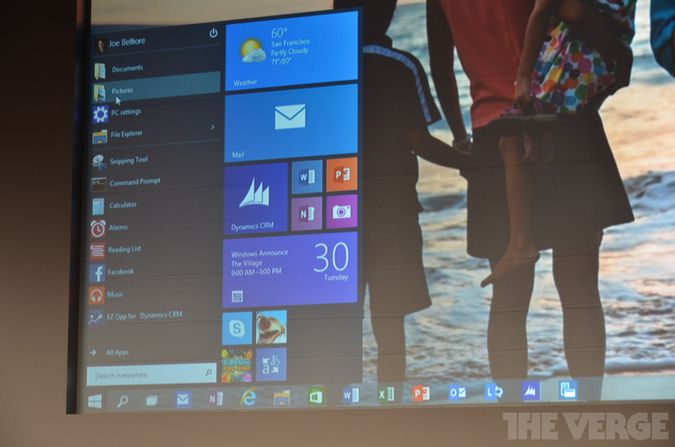 Joe Belfiore
Documents
Pictures
PC settings
File Explorer
Snipping Tool
Command Prompt
Calculator
Alarms
Reading List
Facebook
Music
EZ Opp for Dynamics CRM
All Apps
Search everywhere
60°
San Francisco
Partly Cloudy
71°/60°
Weather
Mail
W
P
N
Dynamics CRM
Windows Announce
The Village
9:00 AM - 1:00 PM
30
Tuesday
THE VERGE